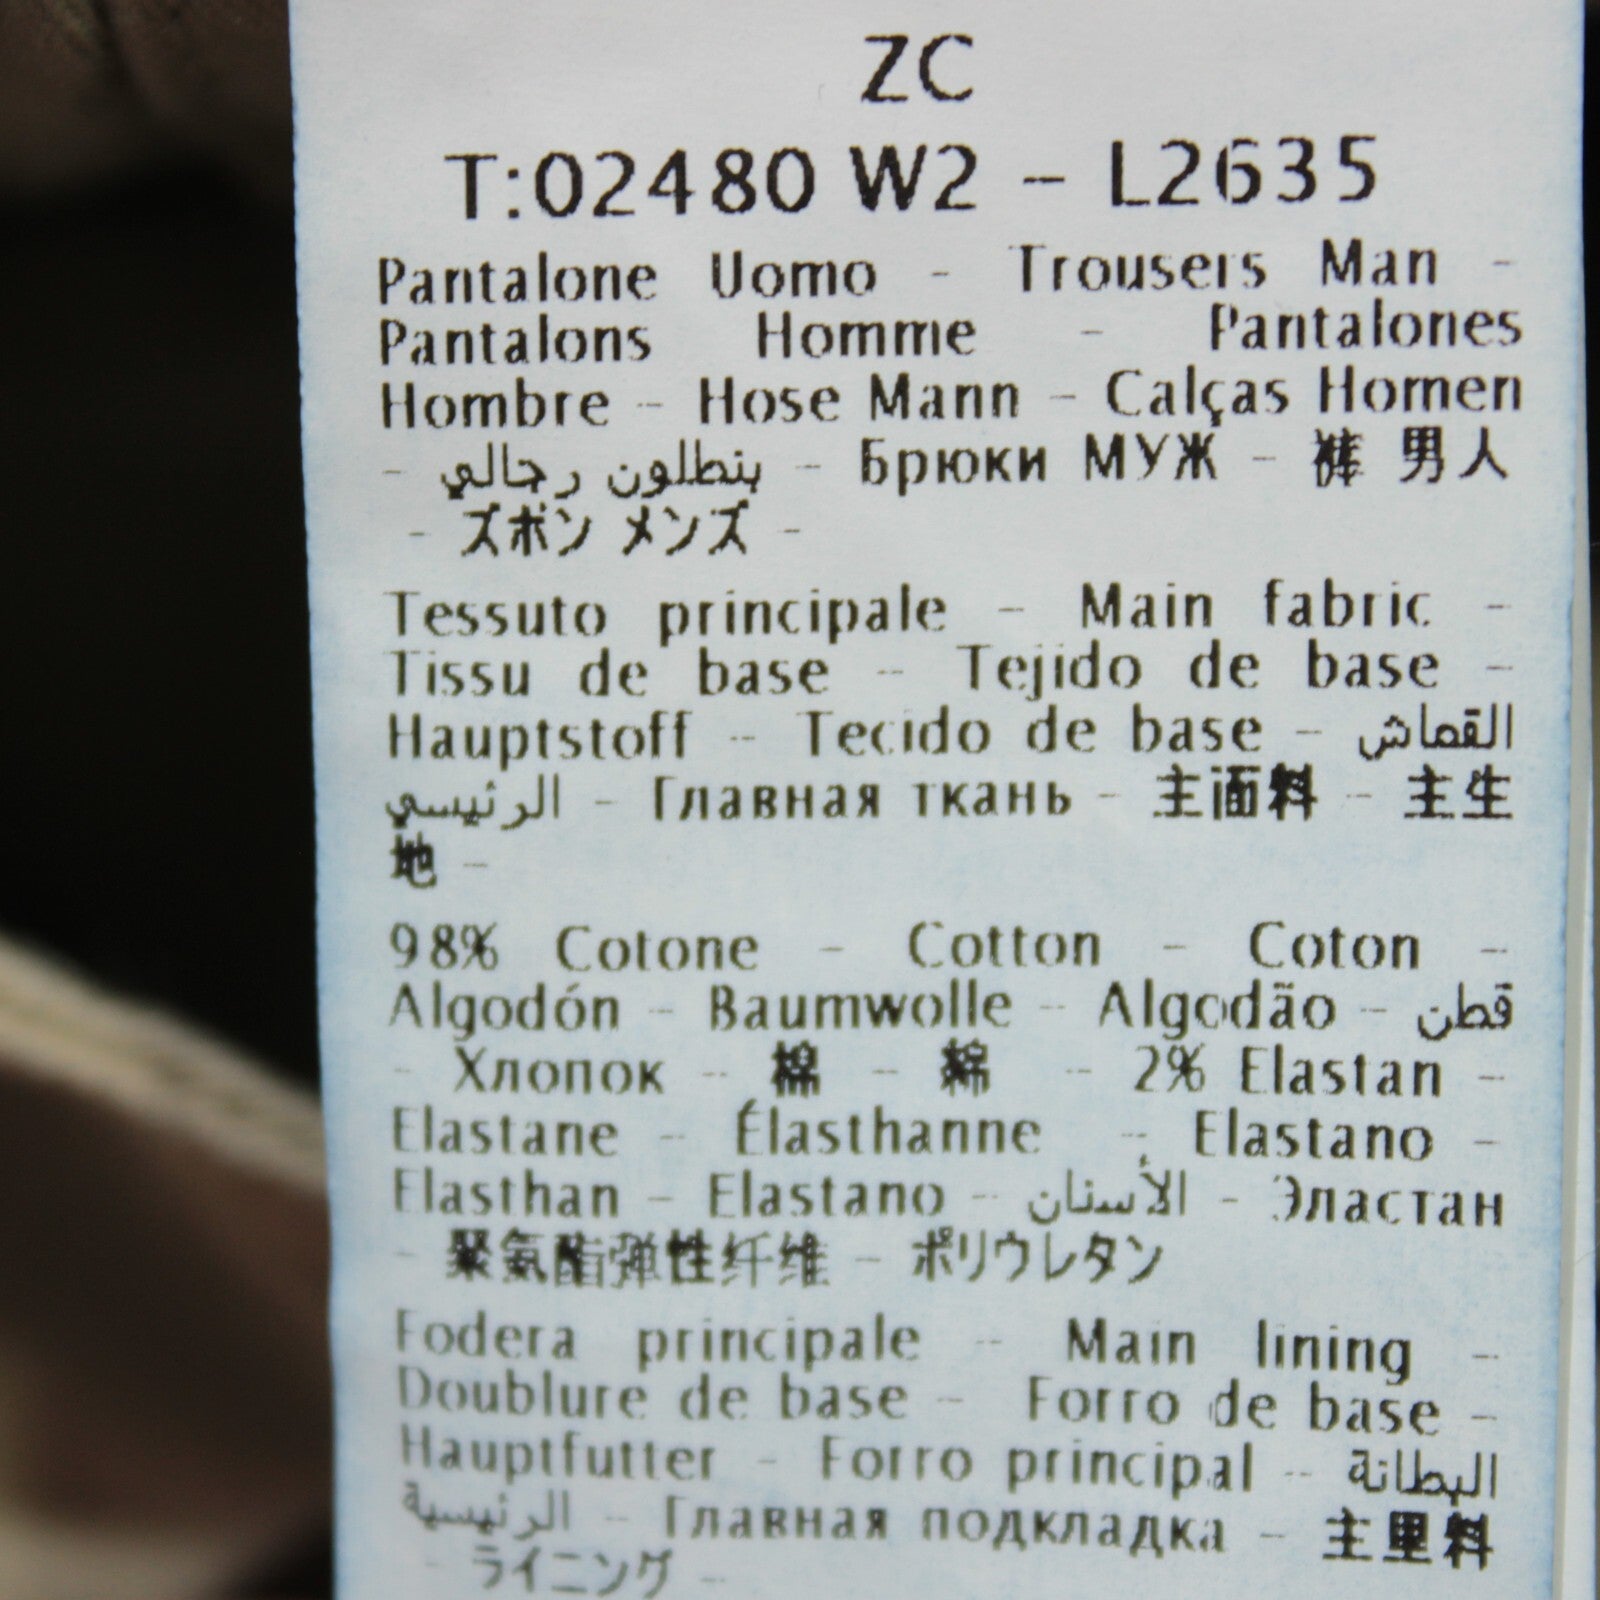 ZC
T:02480 W2 - L2635
Pantalone Uomo - Trousers Man -
Pantalons Homme - Pantalones
Hombre - Hose Mann - Calças Homen
- بنطلون رجالي - Брюки МУЖ - 裤 男人
- ズボン メンズ -
Tessuto principale - Main fabric -
Tissu de base - Tejido de base -
Hauptstoff - Tecido de base - القماش
الرئيسي - Главная ткань - 主面料 - 主生
地 -
98% Cotone - Cotton - Coton -
Algodón - Baumwolle - Algodão - قطن
- Хлопок - 棉 - 綿 - 2% Elastan -
Elastane - Élasthanne - Elastano -
Elasthan - Elastano - الأسنان - Эластан
- 聚氨酯弹性纤维 - ポリウレタン
Fodera principale - Main lining -
Doublure de base - Forro de base -
Hauptfutter - Forro principal - البطانة
الرئيسية - Главная подкладка - 主里料
- ライニング -